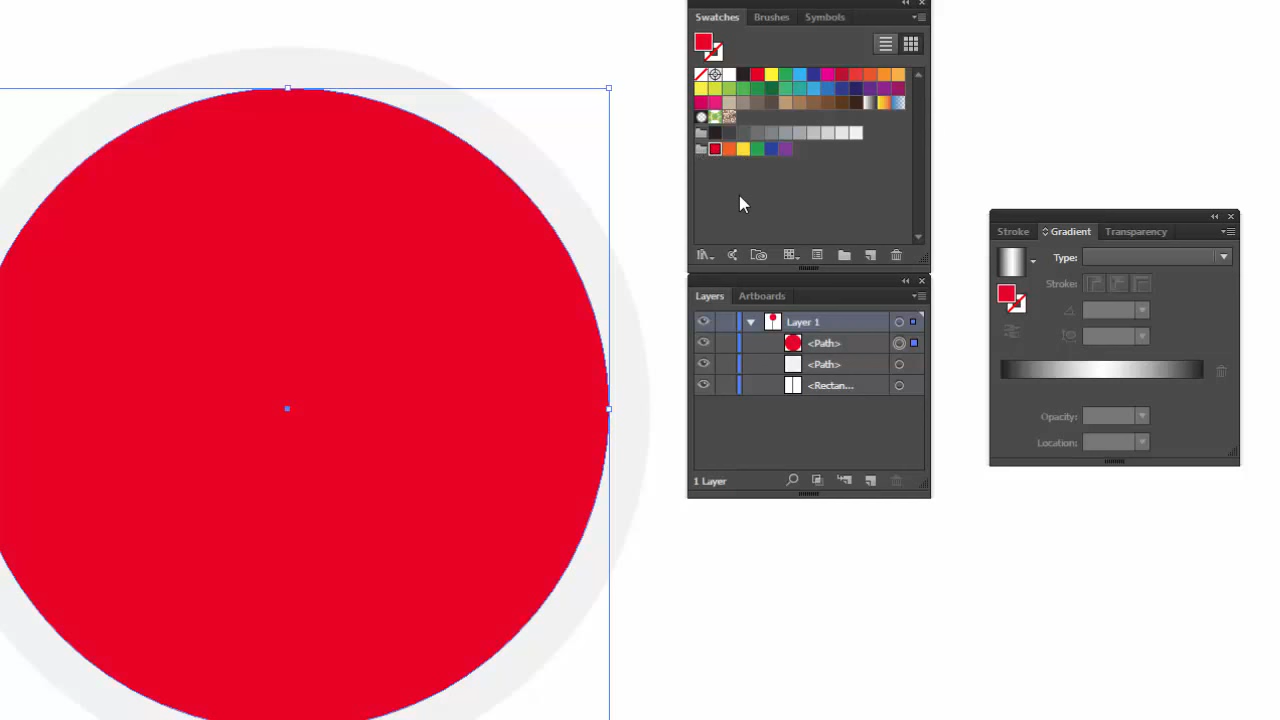 Swatches Brushes Symbols
Layers Artboards
Layer 1
<Path>
<Path>
<Rectan...
1 Layer
Stroke Gradient Transparency
Type:
Stroke:
Opacity:
Location: